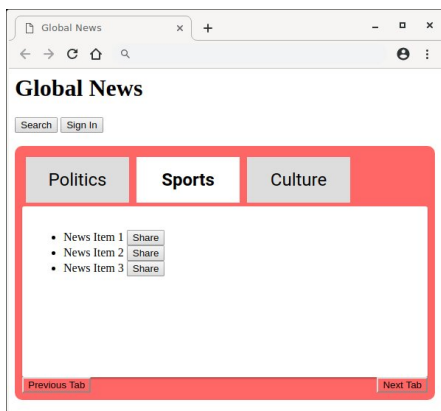 Global News
Global News
Search Sign In
Politics Sports Culture
News Item 1 Share
News Item 2 Share
News Item 3 Share
Previous Tab Next Tab